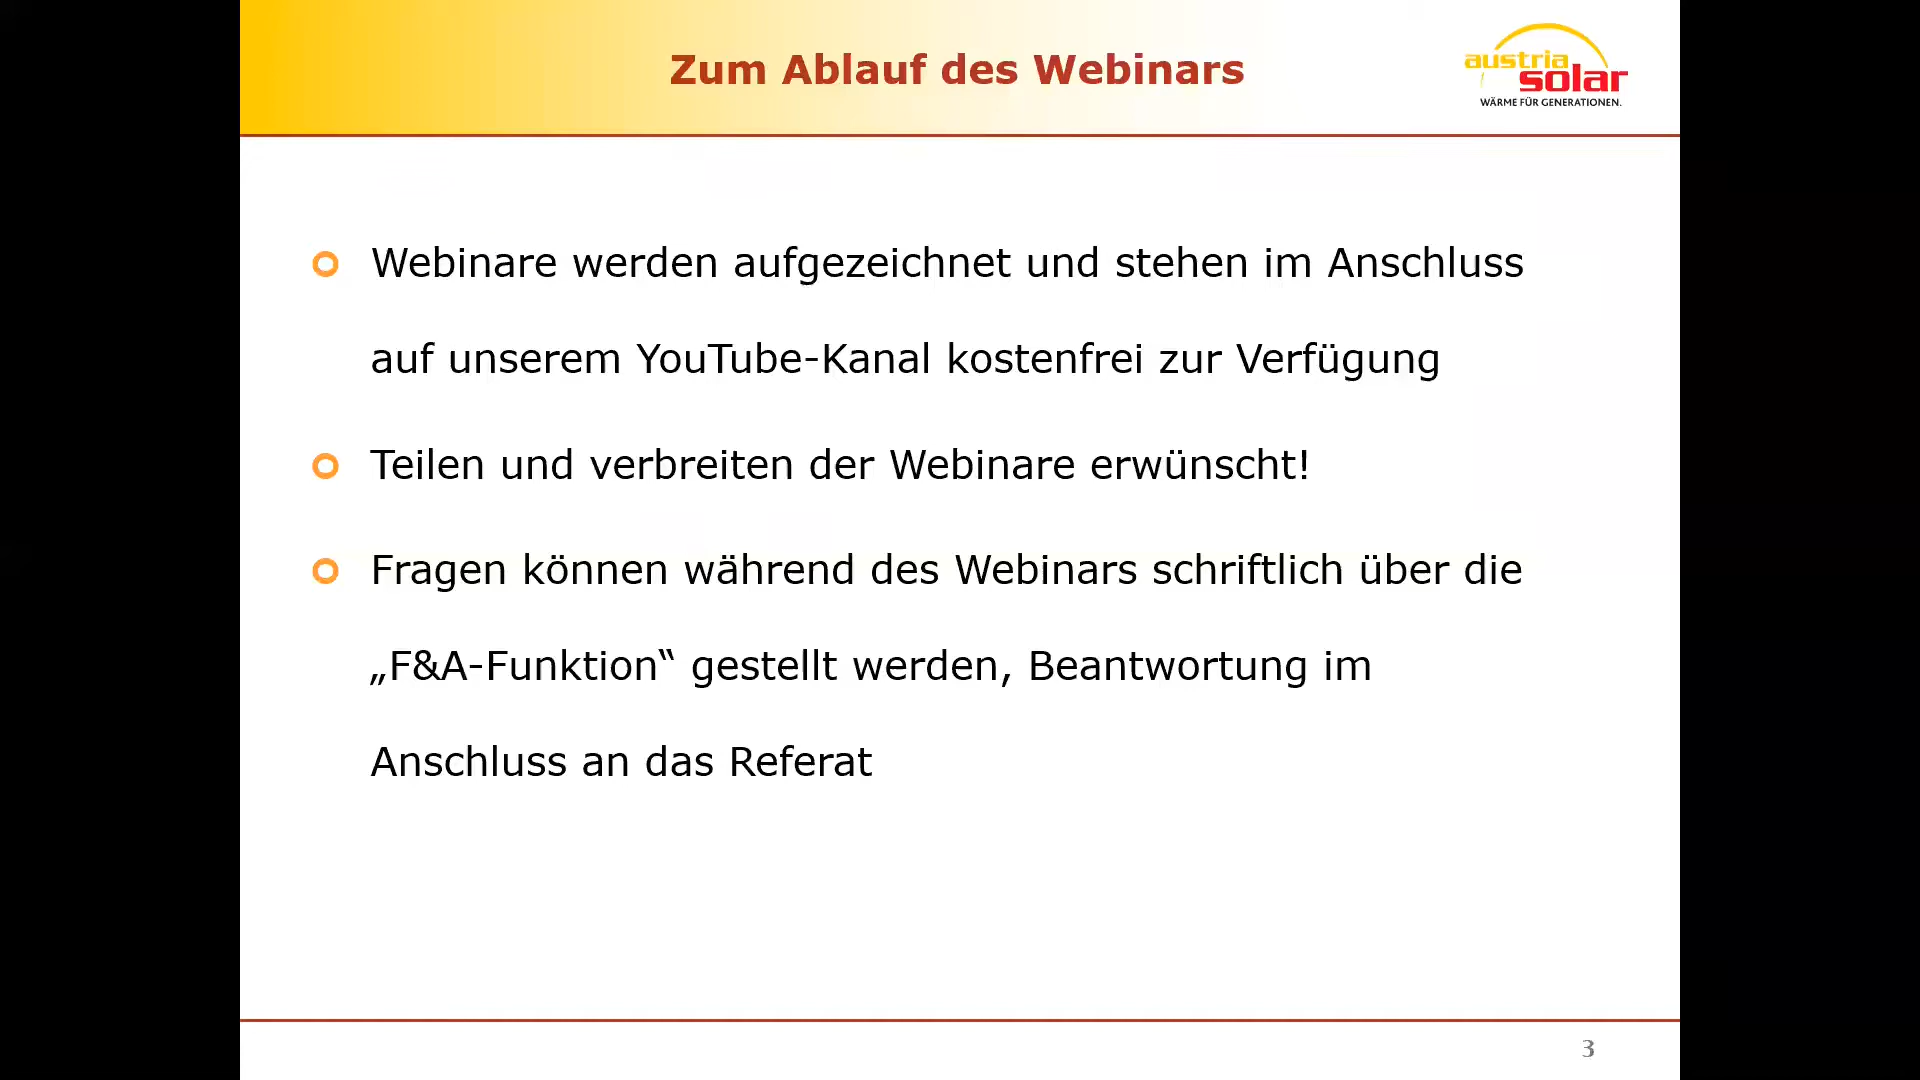 Zum Ablauf des Webinars
austria
solar
WÄRME FÜR GENERATIONEN.
Webinare werden aufgezeichnet und stehen im Anschluss
auf unserem YouTube-Kanal kostenfrei zur Verfügung
Teilen und verbreiten der Webinare erwünscht!
Fragen können während des Webinars schriftlich über die
„F&A-Funktion“ gestellt werden, Beantwortung im
Anschluss an das Referat
3